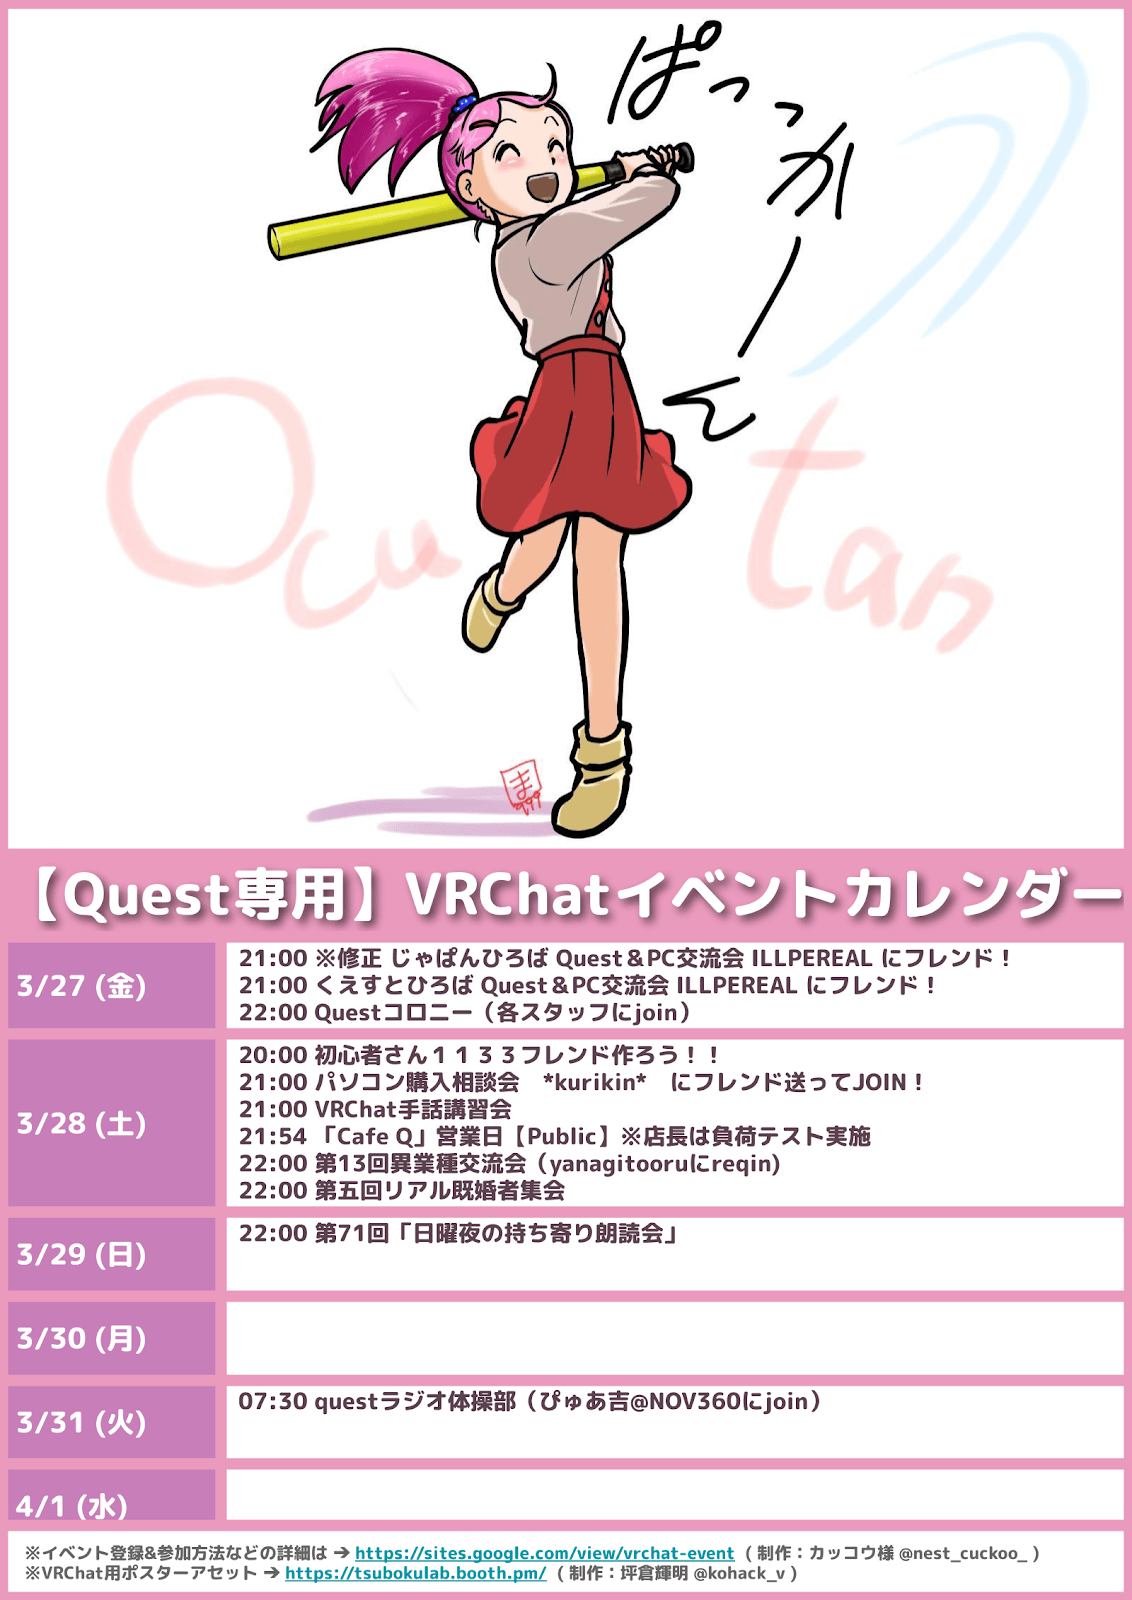 ぱっっかーん
Ocutan
ま
999
【Quest専用】VRChatイベントカレンダー
3/27 (金)
21:00 ※修正 じゃぱんひろば Quest＆PC交流会 ILLPEREAL にフレンド！
21:00 くえすとひろば Quest＆PC交流会 ILLPEREAL にフレンド！
22:00 Questコロニー（各スタッフにjoin）
3/28 (土)
20:00 初心者さん１１３３フレンド作ろう！！
21:00 パソコン購入相談会　*kurikin*　にフレンド送ってJOIN！
21:00 VRChat手話講習会
21:54 「Cafe Q」営業日【Public】※店長は負荷テスト実施
22:00 第13回異業種交流会（yanagitooruにreqin)
22:00 第五回リアル既婚者集会
3/29 (日)
22:00 第71回「日曜夜の持ち寄り朗読会」
3/30 (月)
3/31 (火)
07:30 questラジオ体操部（ぴゅあ吉@NOV360にjoin）
4/1 (水)
※イベント登録&参加方法などの詳細は ➔ https://sites.google.com/view/vrchat-event （制作：カッコウ様 @nest_cuckoo_）
※VRChat用ポスターアセット ➔ https://tsubokulab.booth.pm/ （制作：坪倉輝明 @kohack_v）